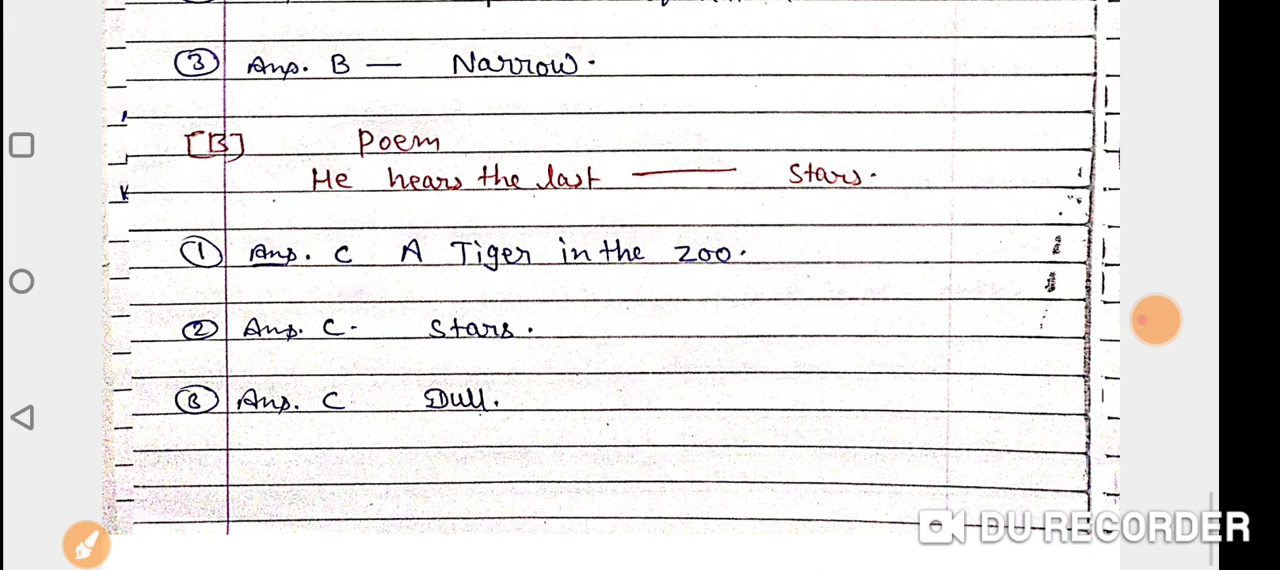 ③ Ans. B — Narrow.
[B] Poem
He hears the last —— Stars.
① Ans. C A Tiger in the zoo.
② Ans. C. Stars.
③ Ans. C Dull.
DU RECORDER